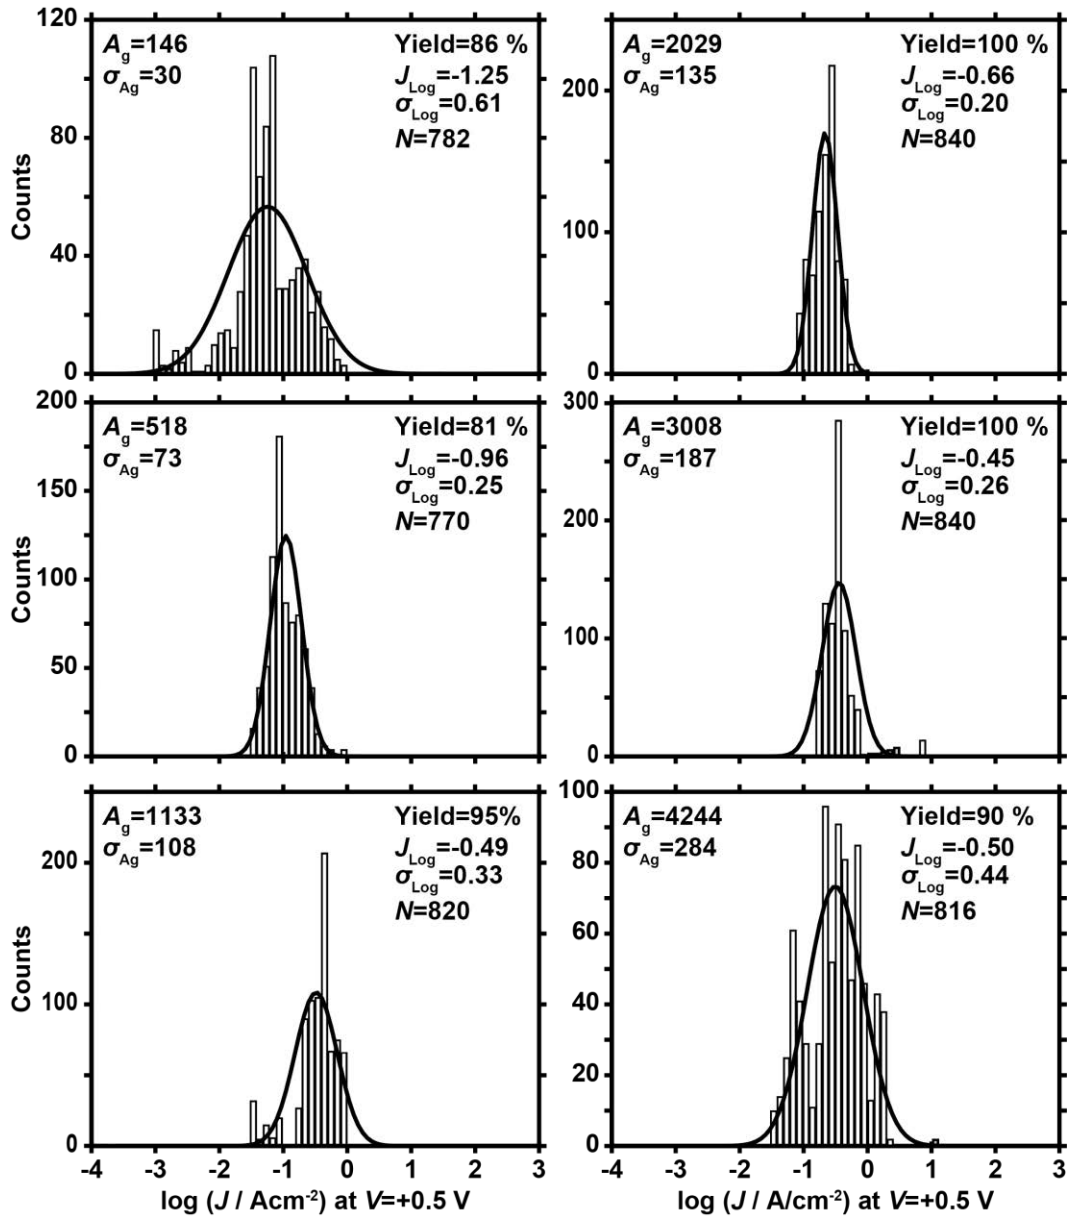 120
80
40
0
Counts
A_g=146
σ_Ag=30
Yield=86 %
J_Log=-1.25
σ_Log=0.61
N=782
200
100
0
A_g=2029
σ_Ag=135
Yield=100 %
J_Log=-0.66
σ_Log=0.20
N=840
200
150
100
50
0
Counts
A_g=518
σ_Ag=73
Yield=81 %
J_Log=-0.96
σ_Log=0.25
N=770
300
200
100
0
A_g=3008
σ_Ag=187
Yield=100 %
J_Log=-0.45
σ_Log=0.26
N=840
200
100
0
Counts
A_g=1133
σ_Ag=108
Yield=95%
J_Log=-0.49
σ_Log=0.33
N=820
-4 -3 -2 -1 0 1 2 3
log (J / Acm⁻²) at V=+0.5 V
100
80
60
40
20
0
A_g=4244
σ_Ag=284
Yield=90 %
J_Log=-0.50
σ_Log=0.44
N=816
-4 -3 -2 -1 0 1 2 3
log (J / A/cm⁻²) at V=+0.5 V